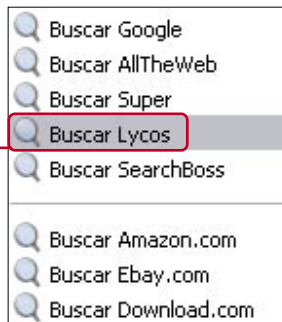 Buscar Google
Buscar AllTheWeb
Buscar Super
Buscar Lycos
Buscar SearchBoss
Buscar Amazon.com
Buscar Ebay.com
Buscar Download.com